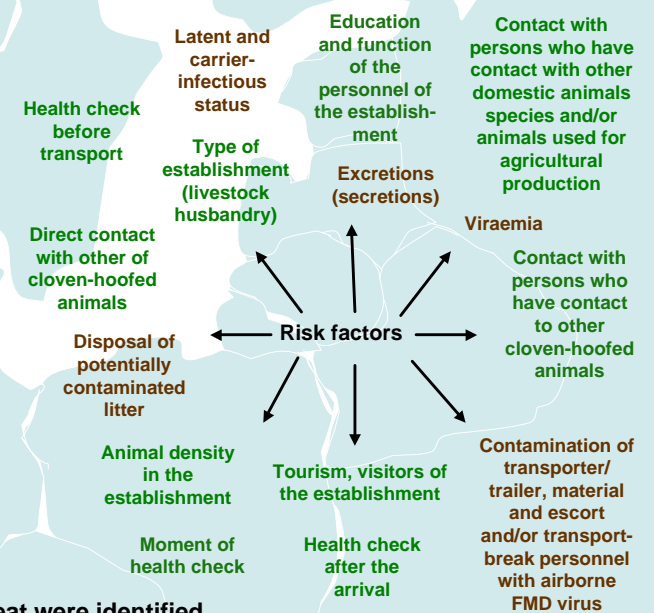 Latent and
carrier-
infectious
status
Education
and function
of the
personnel of
the establish-
ment
Contact with
persons who have
contact with other
domestic animals
species and/or
animals used for
agricultural
production
Health check
before
transport
Type of
establishment
(livestock
husbandry)
Excretions
(secretions)
Viraemia
Direct contact
with other of
cloven-hoofed
animals
Contact with
persons who
have contact
to other
cloven-hoofed
animals
Risk factors
Disposal of
potentially
contaminated
litter
Animal density
in the
establishment
Tourism, visitors of
the establishment
Contamination of
transporter/
trailer, material
and escort
and/or transport-
break personnel
with airborne
FMD virus
Moment of
health check
Health check
after the
arrival
eat were identified